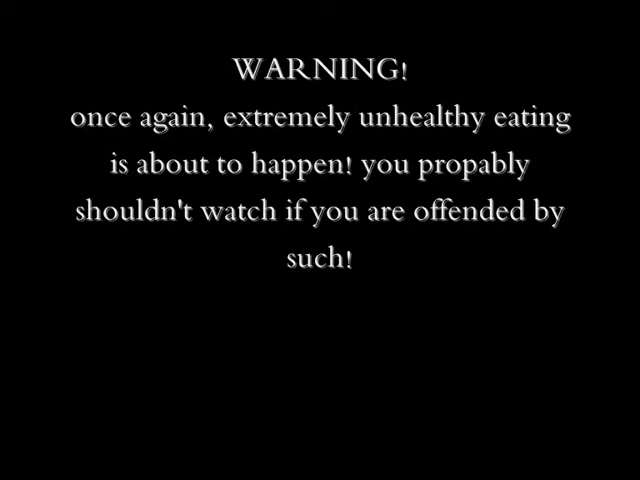 WARNING!
once again, extremely unhealthy eating
is about to happen! you propably
shouldn't watch if you are offended by
such!